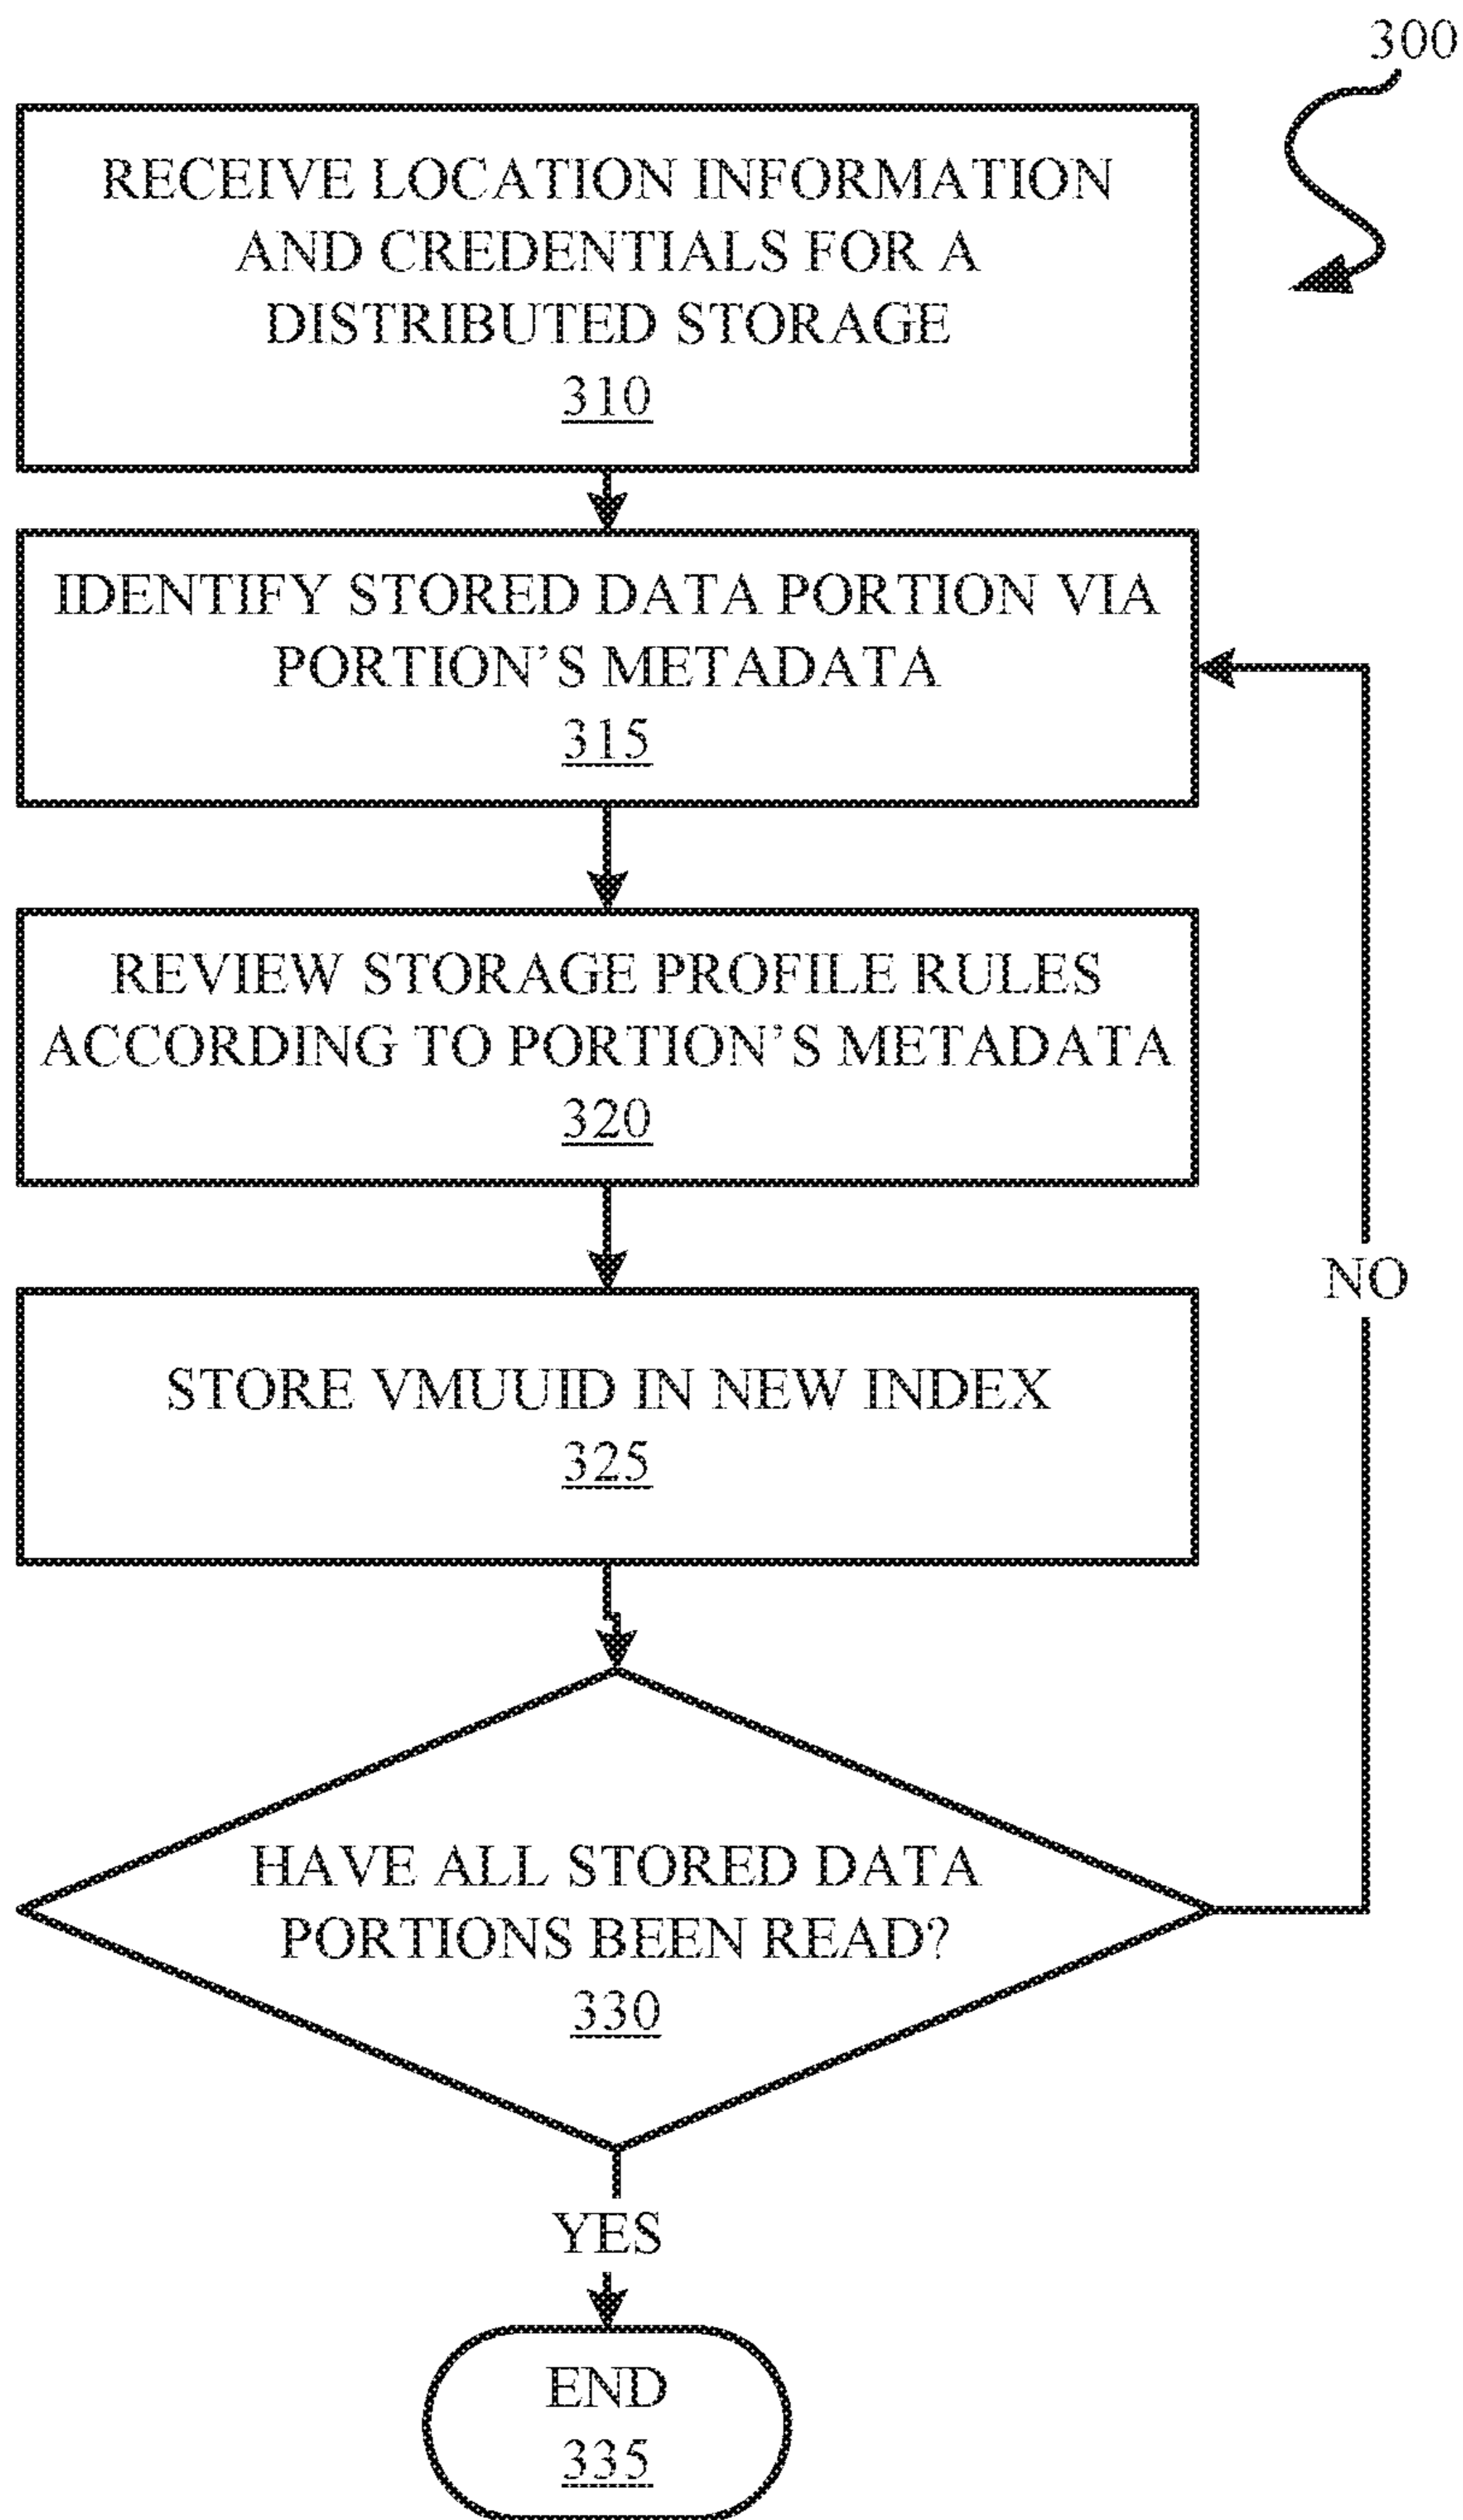 300
RECEIVE LOCATION INFORMATION
AND CREDENTIALS FOR A
DISTRIBUTED STORAGE
310
IDENTIFY STORED DATA PORTION VIA
PORTION'S METADATA
315
REVIEW STORAGE PROFILE RULES
ACCORDING TO PORTION'S METADATA
320
STORE VMUUID IN NEW INDEX
325
NO
HAVE ALL STORED DATA
PORTIONS BEEN READ?
330
YES
END
335